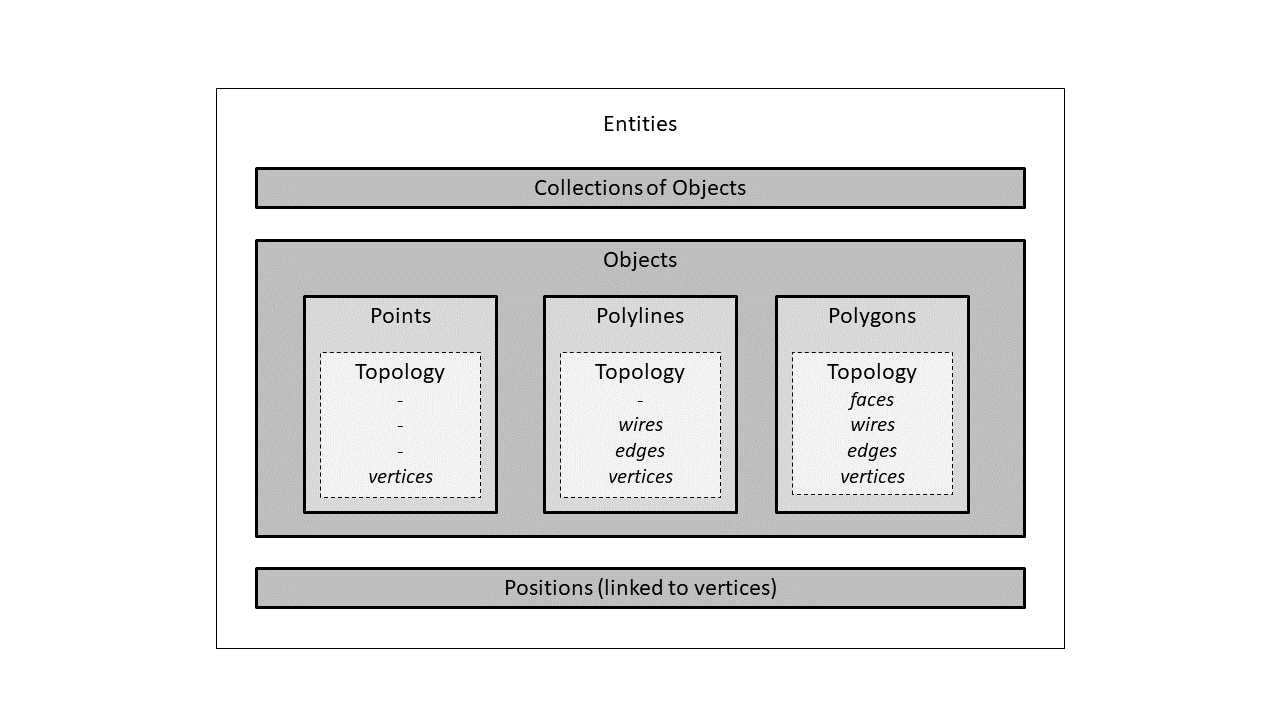 Entities
Collections of Objects
Objects
Points
Topology
-
-
-
vertices
Polylines
Topology
-
wires
edges
vertices
Polygons
Topology
faces
wires
edges
vertices
Positions (linked to vertices)